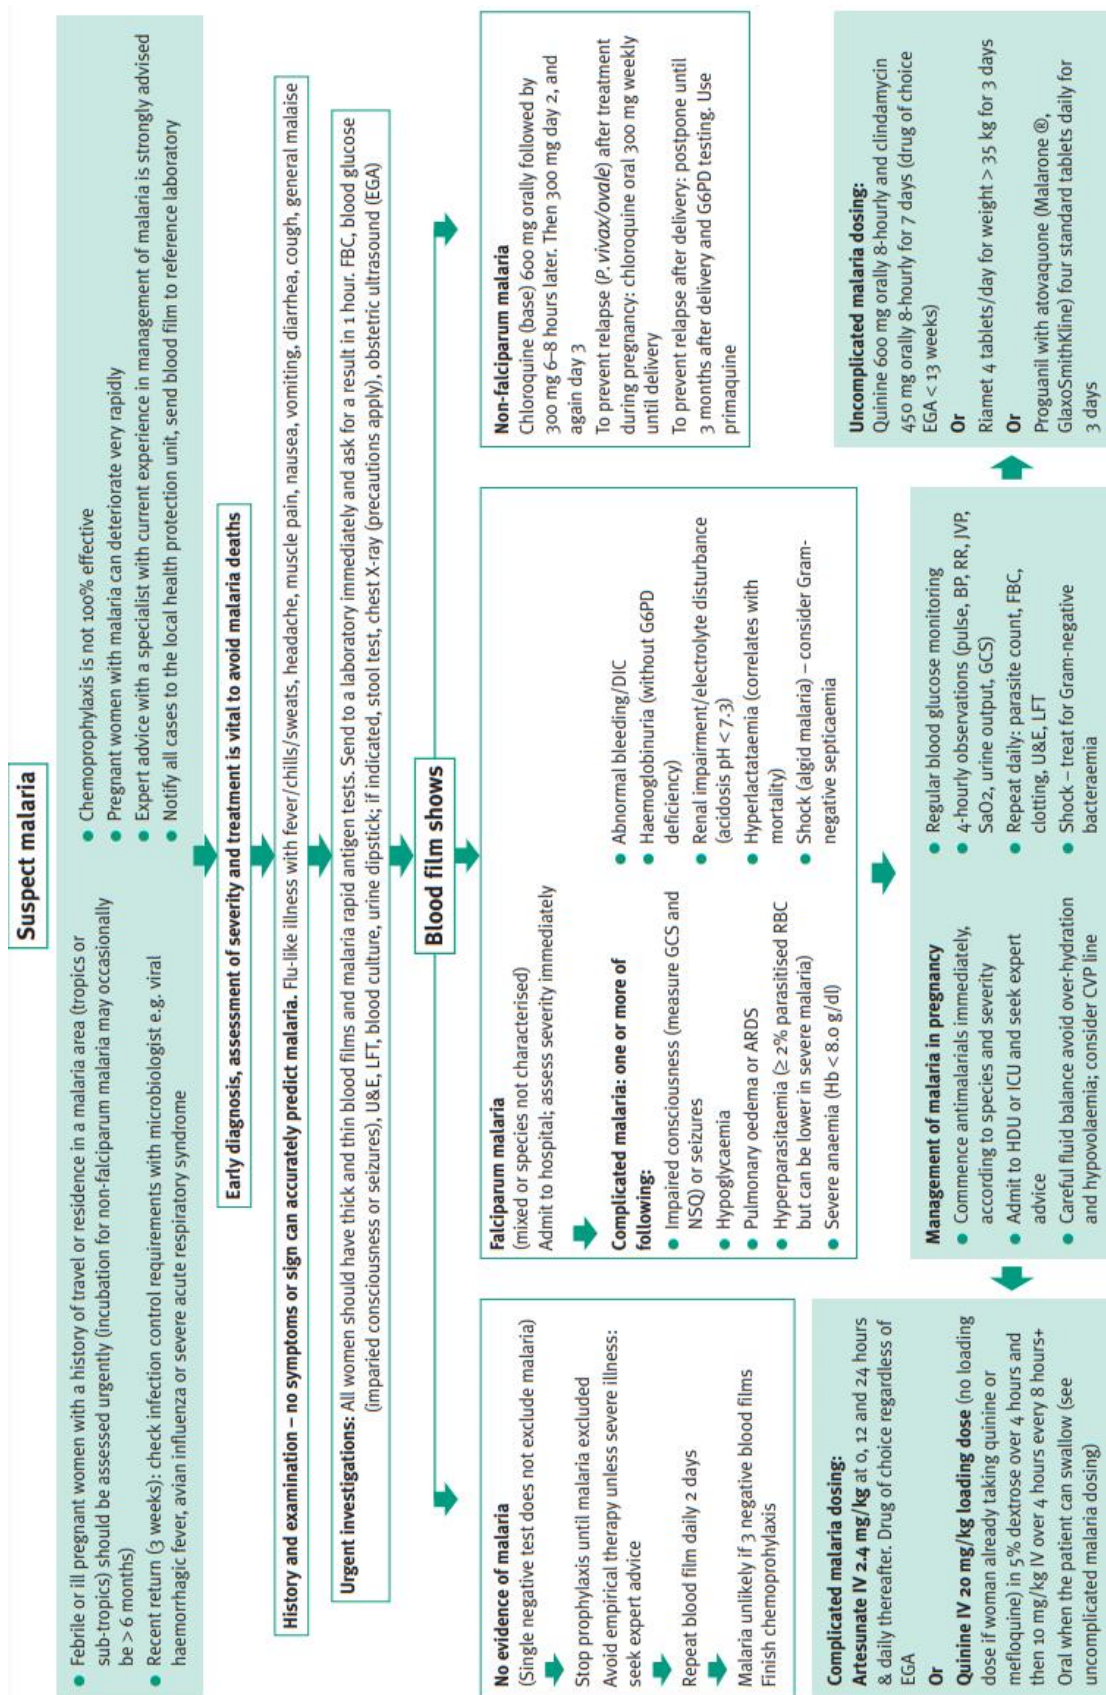 Suspect malaria
● Febrile or ill pregnant women with a history of travel or residence in a malaria area (tropics or
sub-tropics) should be assessed urgently (incubation for non-falciparum malaria may occasionally
be > 6 months)
● Recent return (3 weeks): check infection control requirements with microbiologist e.g. viral
haemorrhagic fever, avian influenza or severe acute respiratory syndrome
● Chemoprophylaxis is not 100% effective
● Pregnant women with malaria can deteriorate very rapidly
● Expert advice with a specialist with current experience in management of malaria is strongly advised
● Notify all cases to the local health protection unit, send blood film to reference laboratory
Early diagnosis, assessment of severity and treatment is vital to avoid malaria deaths
History and examination – no symptoms or sign can accurately predict malaria. Flu-like illness with fever/chills/sweats, headache, muscle pain, nausea, vomiting, diarrhea, cough, general malaise
Urgent investigations: All women should have thick and thin blood films and malaria rapid antigen tests. Send to a laboratory immediately and ask for a result in 1 hour. FBC, blood glucose
(imparied consciousness or seizures), U&E, LFT, blood culture, urine dipstick; if indicated, stool test, chest X-ray (precautions apply), obstetric ultrasound (EGA)
Blood film shows
No evidence of malaria
(Single negative test does not exclude malaria)
Stop prophylaxis until malaria excluded
Avoid empirical therapy unless severe illness:
seek expert advice
Repeat blood film daily 2 days
Malaria unlikely if 3 negative blood films
Finish chemoprohylaxis
Falciparum malaria
(mixed or species not characterised)
Admit to hospital; assess severity immediately
Complicated malaria: one or more of
following:
● Impaired consciousness (measure GCS and
NSQ) or seizures
● Hypoglycaemia
● Pulmonary oedema or ARDS
● Hyperparasitaemia (≥ 2% parasitised RBC
but can be lower in severe malaria)
● Severe anaemia (Hb < 8.0 g/dl)
● Abnormal bleeding/DIC
● Haemoglobinuria (without G6PD
deficiency)
● Renal impairment/electrolyte disturbance
(acidosis pH < 7.3)
● Hyperlactataemia (correlates with
mortality)
● Shock (algid malaria) – consider Gram-
negative septicaemia
Non-falciparum malaria
Chloroquine (base) 600 mg orally followed by
300 mg 6–8 hours later. Then 300 mg day 2, and
again day 3
To prevent relapse (P. vivax/ovale) after treatment
during pregnancy: chloroquine oral 300 mg weekly
until delivery
To prevent relapse after delivery: postpone until
3 months after delivery and G6PD testing. Use
primaquine
Complicated malaria dosing:
Artesunate IV 2.4 mg/kg at 0, 12 and 24 hours
& daily thereafter. Drug of choice regardless of
EGA
Or
Quinine IV 20 mg/kg loading dose (no loading
dose if woman already taking quinine or
mefloquine) in 5% dextrose over 4 hours and
then 10 mg/kg IV over 4 hours every 8 hours+
Oral when the patient can swallow (see
uncomplicated malaria dosing)
Management of malaria in pregnancy
● Commence antimalarials immediately,
according to species and severity
● Admit to HDU or ICU and seek expert
advice
● Careful fluid balance avoid over-hydration
and hypovolaemia; consider CVP line
● Regular blood glucose monitoring
● 4-hourly observations (pulse, BP, RR, JVP,
SaO2, urine output, GCS)
● Repeat daily: parasite count, FBC,
clotting, U&E, LFT
● Shock – treat for Gram-negative
bacteraemia
Uncomplicated malaria dosing:
Quinine 600 mg orally 8-hourly and clindamycin
450 mg orally 8-hourly for 7 days (drug of choice
EGA < 13 weeks)
Or
Riamet 4 tablets/day for weight > 35 kg for 3 days
Or
Proguanil with atovaquone (Malarone ®,
GlaxoSmithKline) four standard tablets daily for
3 days